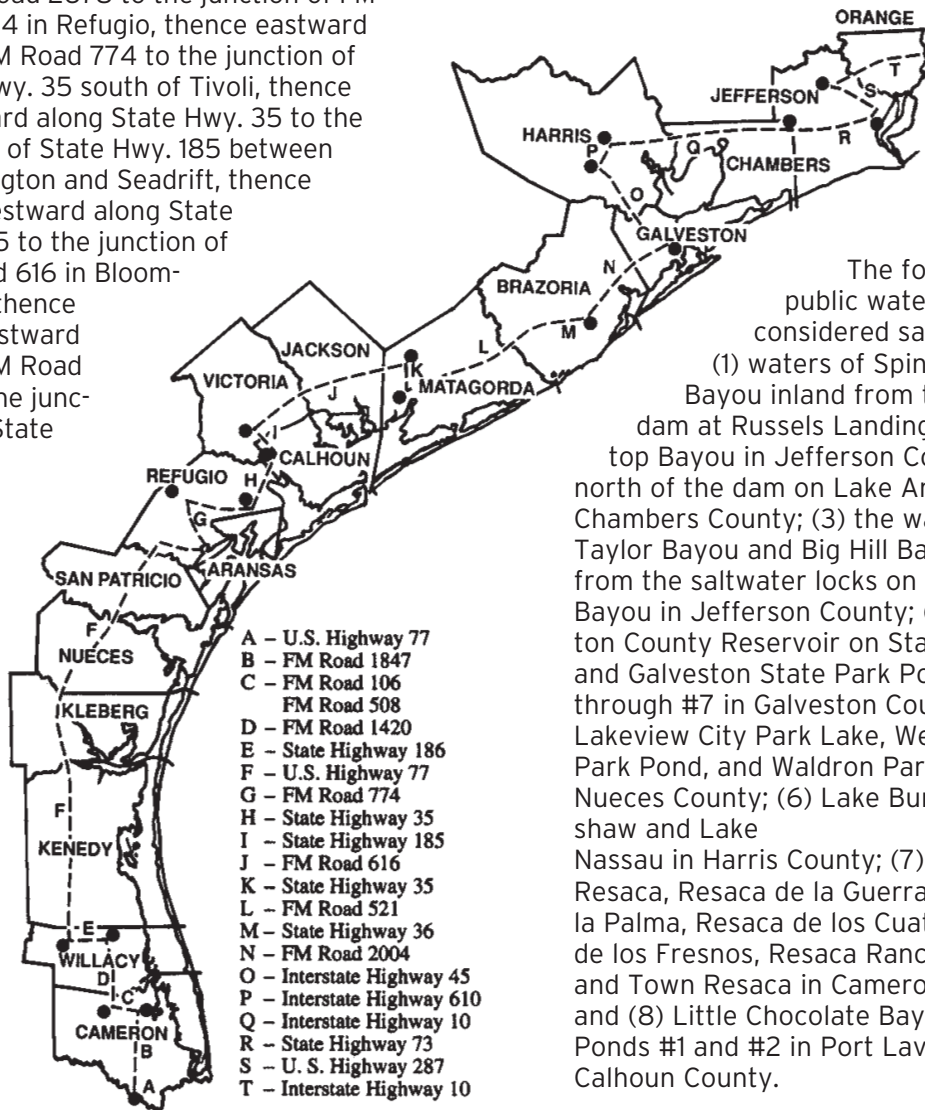 4 in Refugio, thence eastward
M Road 774 to the junction of
wy. 35 south of Tivoli, thence
ard along State Hwy. 35 to the
of State Hwy. 185 between
gton and Seadrift, thence
estward along State
5 to the junction of
d 616 in Bloom-
thence
stward
M Road
he junc-
State
ORANGE
T
S
JEFFERSON
HARRIS
P
Q
R
CHAMBERS
O
GALVESTON
N
BRAZORIA
M
L
JACKSON
K
MATAGORDA
VICTORIA
J
I
CALHOUN
REFUGIO
H
G
ARANSAS
SAN PATRICIO
F
NUECES
KLEBERG
F
KENEDY
E
WILLACY
D
C
CAMERON
B
A
A – U.S. Highway 77
B – FM Road 1847
C – FM Road 106
FM Road 508
D – FM Road 1420
E – State Highway 186
F – U.S. Highway 77
G – FM Road 774
H – State Highway 35
I – State Highway 185
J – FM Road 616
K – State Highway 35
L – FM Road 521
M – State Highway 36
N – FM Road 2004
O – Interstate Highway 45
P – Interstate Highway 610
Q – Interstate Highway 10
R – State Highway 73
S – U. S. Highway 287
T – Interstate Highway 10
The fo
public wate
considered sa
(1) waters of Spin
Bayou inland from t
dam at Russels Landing
top Bayou in Jefferson Co
north of the dam on Lake An
Chambers County; (3) the wa
Taylor Bayou and Big Hill Ba
from the saltwater locks on
Bayou in Jefferson County; (
ton County Reservoir on Sta
and Galveston State Park Po
through #7 in Galveston Cou
Lakeview City Park Lake, We
Park Pond, and Waldron Par
Nueces County; (6) Lake Bur
shaw and Lake
Nassau in Harris County; (7)
Resaca, Resaca de la Guerra
la Palma, Resaca de los Cuat
de los Fresnos, Resaca Ranc
and Town Resaca in Camero
and (8) Little Chocolate Bay
Ponds #1 and #2 in Port Lav
Calhoun County.